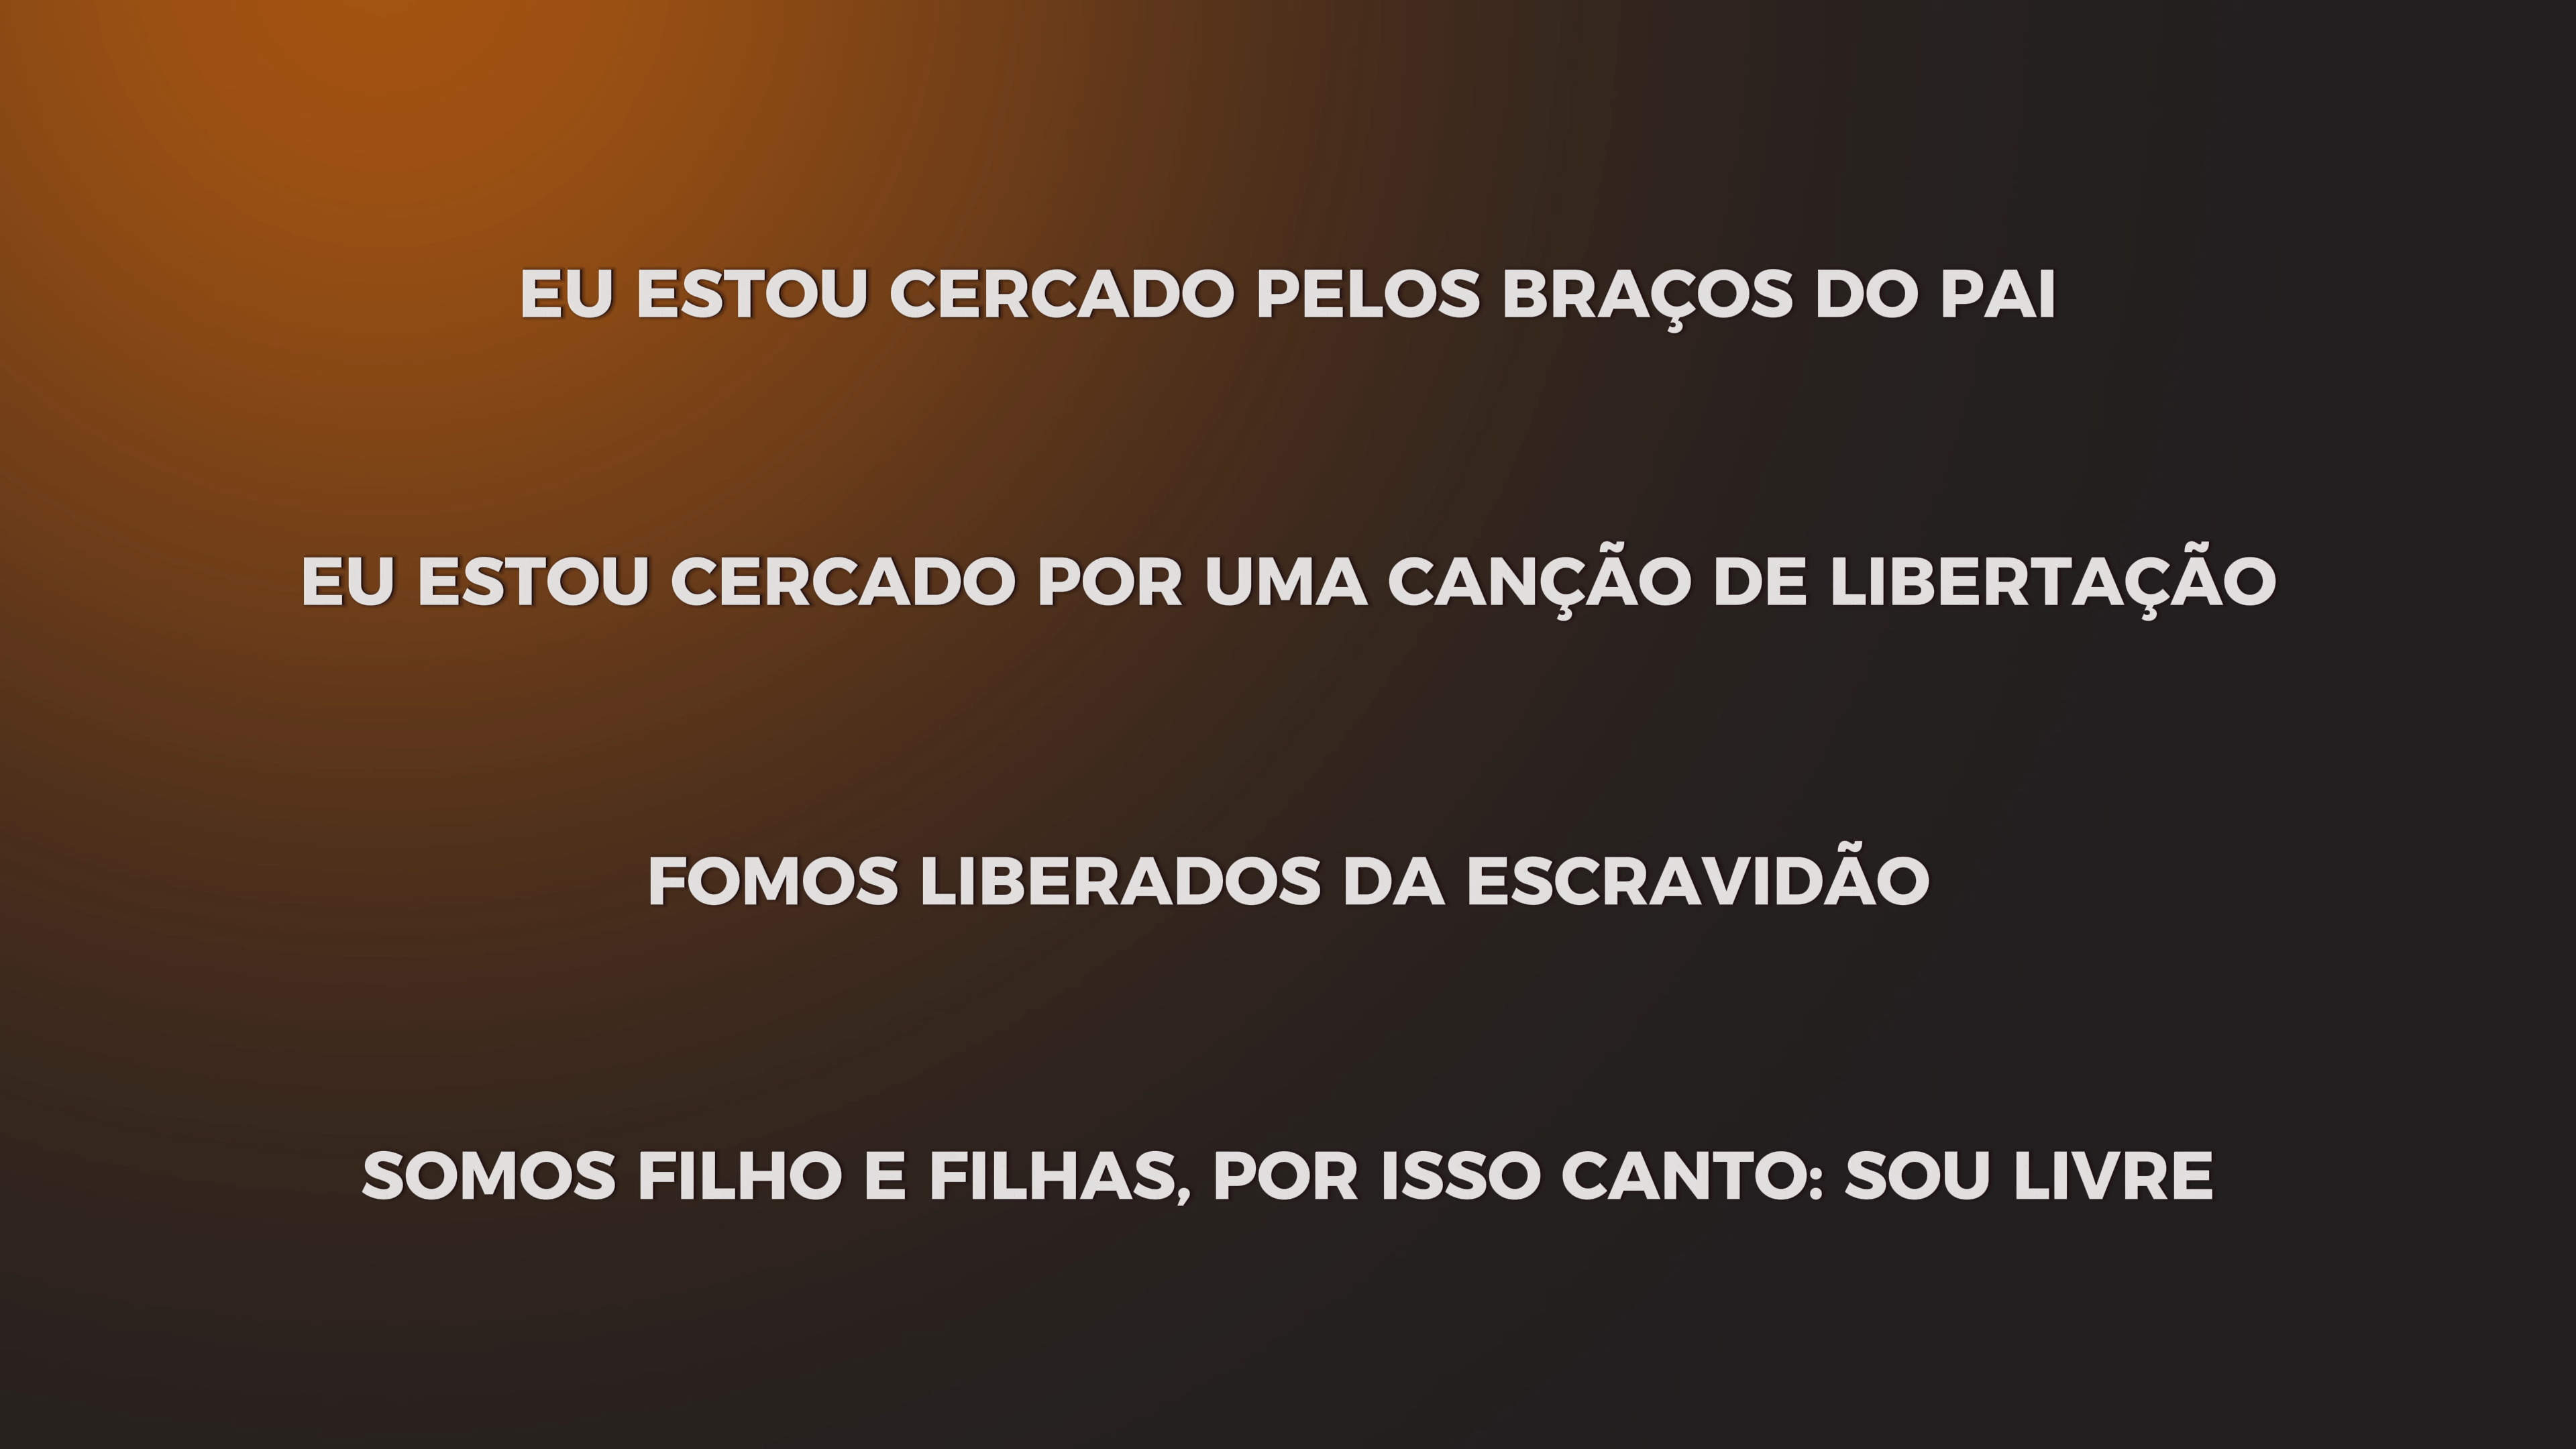 EU ESTOU CERCADO PELOS BRAÇOS DO PAI
EU ESTOU CERCADO POR UMA CANÇÃO DE LIBERTAÇÃO
FOMOS LIBERADOS DA ESCRAVIDÃO
SOMOS FILHO E FILHAS, POR ISSO CANTO: SOU LIVRE